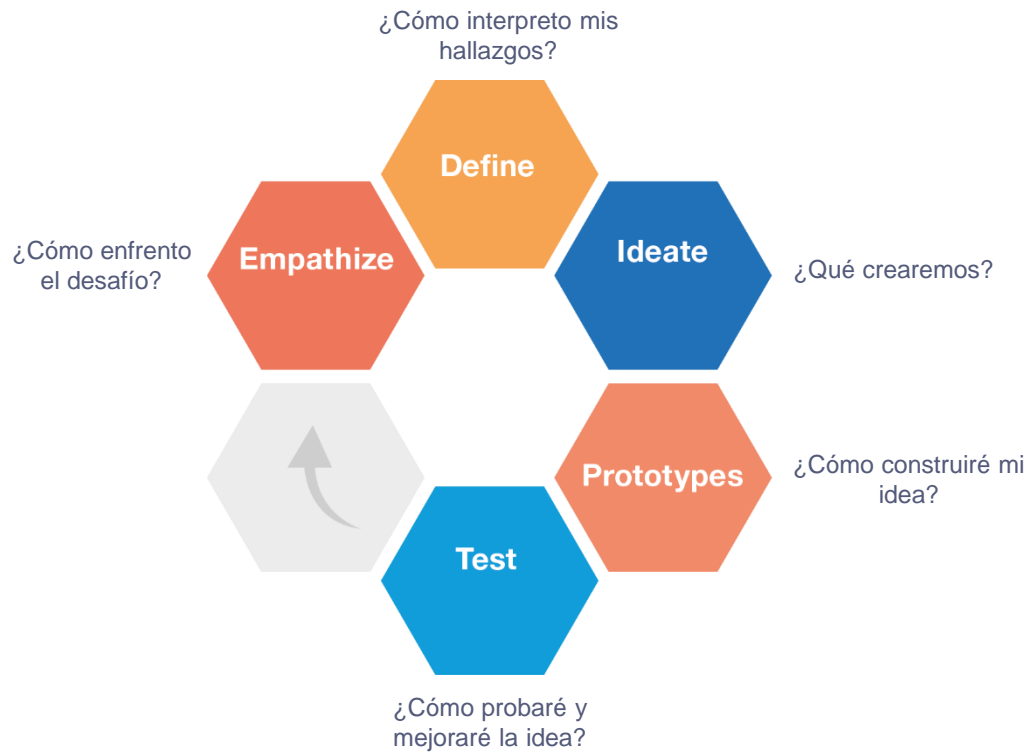 ¿Cómo interpreto mis
hallazgos?
Define
Empathize
Ideate
¿Cómo enfrento
el desafío?
¿Qué crearemos?
Prototypes
¿Cómo construiré mi
idea?
Test
¿Cómo probaré y
mejoraré la idea?